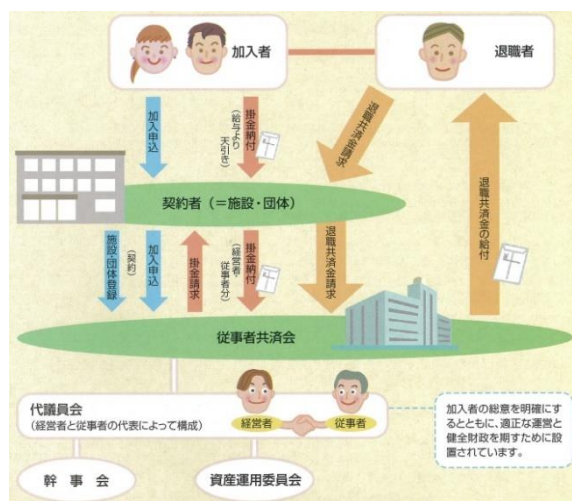 加入者
退職者
加入申込
掛金納付
(給与より
天引き)
退職共済金請求
退職共済金の給付
契約者(=施設・団体)
施設・団体登録
(契約)
加入申込
掛金請求
掛金納付
(経営者・
従事者分)
退職共済金請求
従事者共済会
代議員会
(経営者と従事者の代表によって構成)
経営者
従事者
加入者の総意を明確にす
るとともに、適正な運営と
健全財政を期すために設
置されています。
幹事会
資産運用委員会